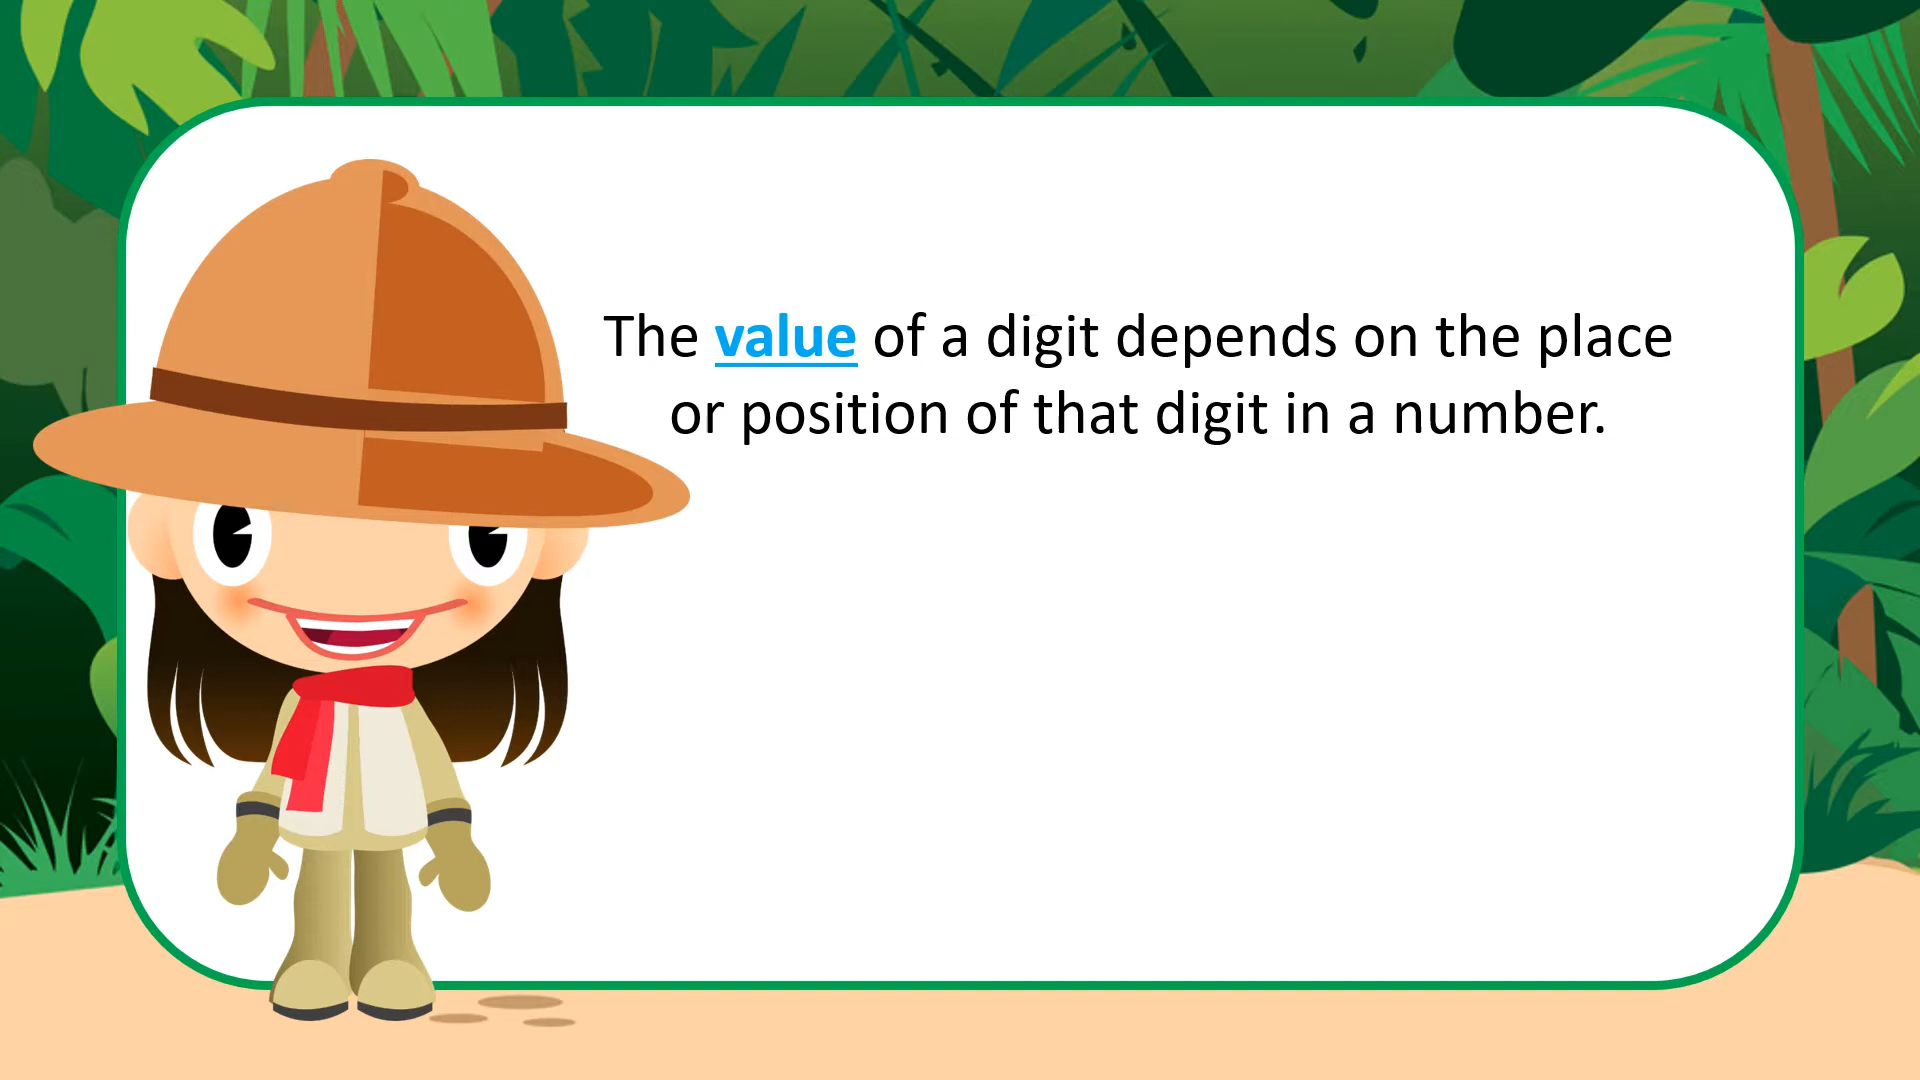 The value of a digit depends on the place
or position of that digit in a number.